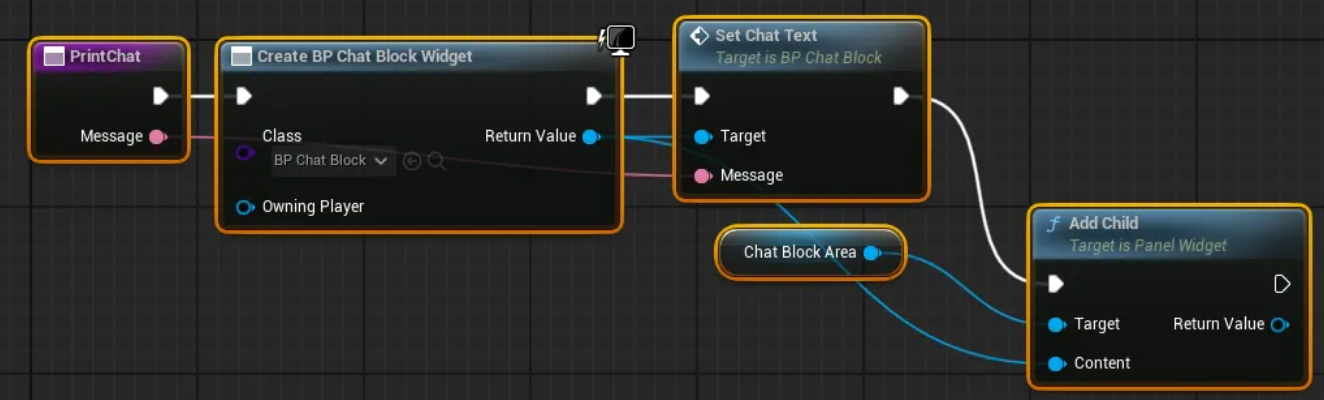 PrintChat
Message
Create BP Chat Block Widget
Class
BP Chat Block
Owning Player
Return Value
Set Chat Text
Target is BP Chat Block
Target
Message
Chat Block Area
Add Child
Target is Panel Widget
Target
Return Value
Content